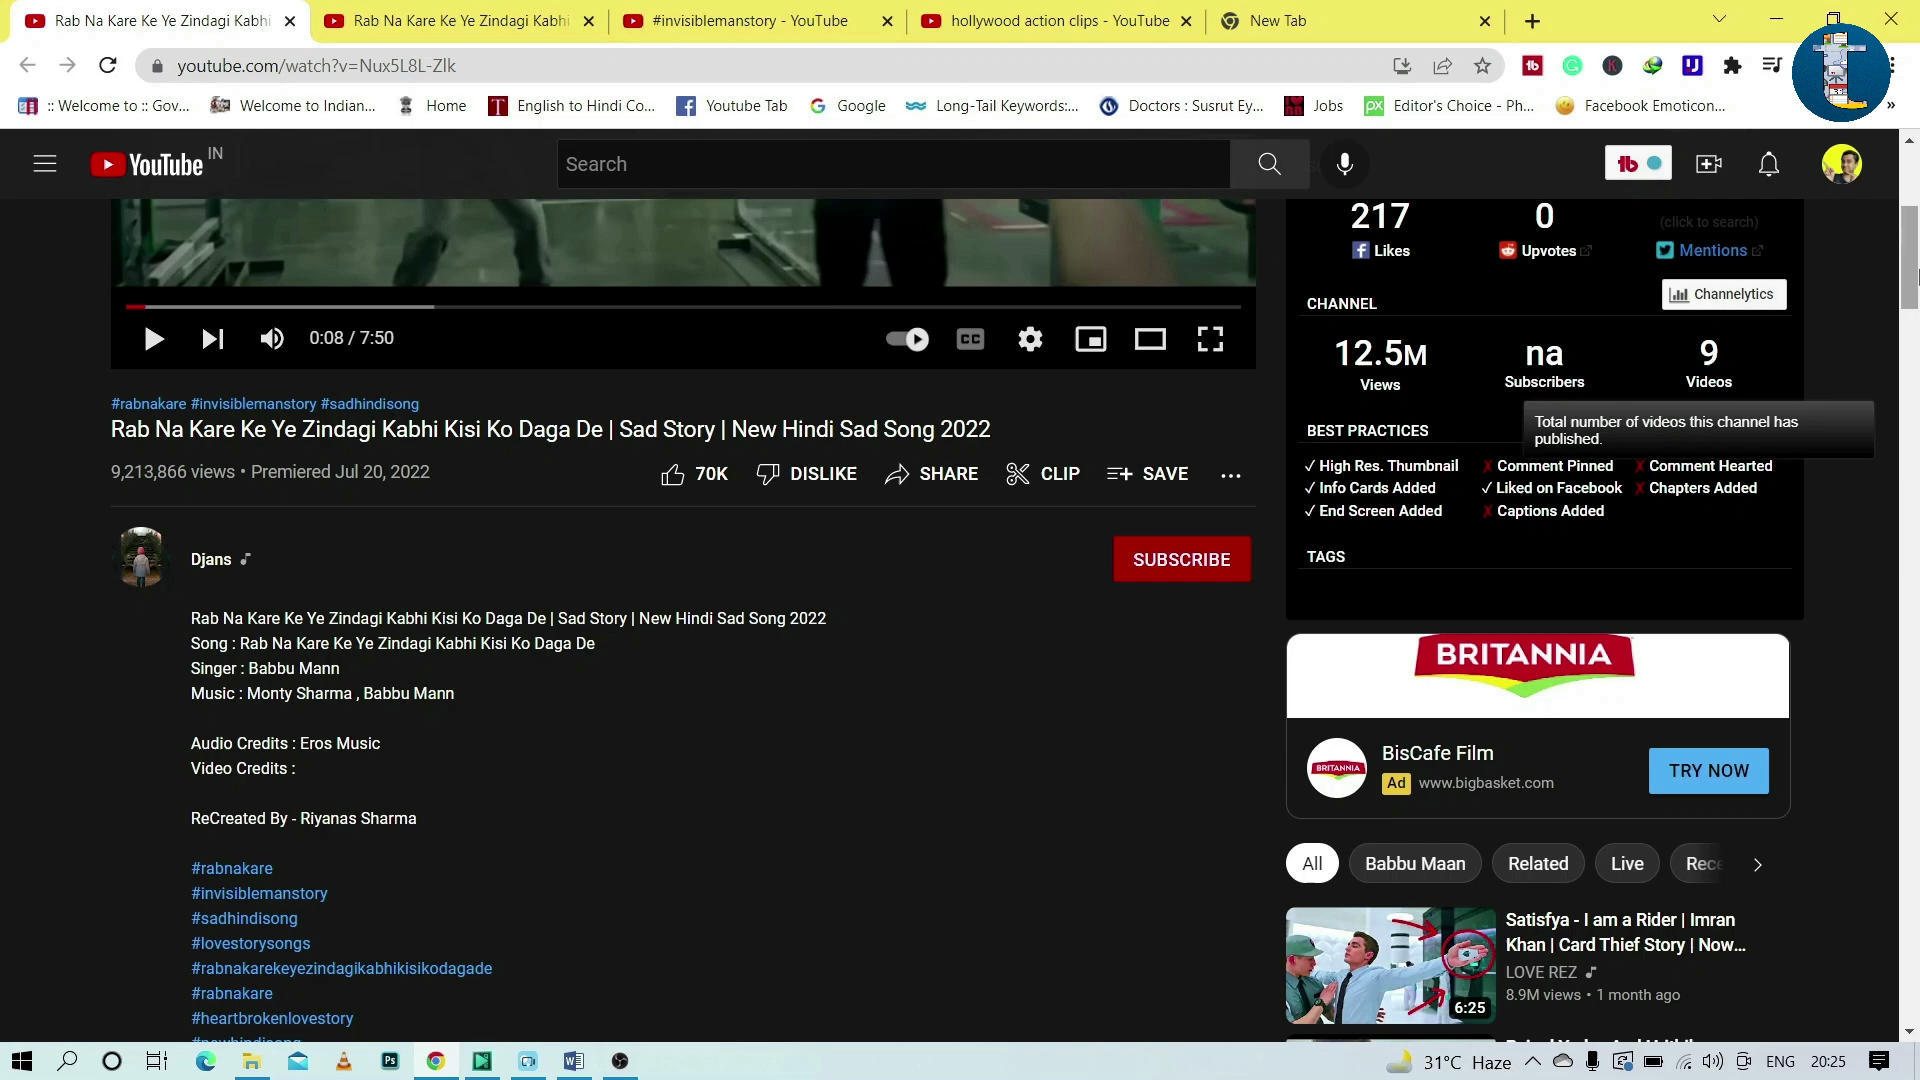 Rab Na Kare Ke Ye Zindagi Kabhi
Rab Na Kare Ke Ye Zindagi Kabhi
#invisiblemanstory - YouTube
hollywood action clips - YouTube
New Tab
youtube.com/watch?v=Nux5L8L-Zlk
:: Welcome to :: Gov...
Welcome to Indian...
Home
English to Hindi Co...
Youtube Tab
Google
Long-Tail Keywords:...
Doctors : Susrut Ey...
Jobs
Editor's Choice - Ph...
Facebook Emoticon...
YouTube IN
Search
217
0
(click to search)
Likes
Upvotes
Mentions
CHANNEL
Channelytics
12.5M
na
9
Views
Subscribers
Videos
Total number of videos this channel has
published.
BEST PRACTICES
✓ High Res. Thumbnail
✗ Comment Pinned
✗ Comment Hearted
✓ Info Cards Added
✓ Liked on Facebook
✗ Chapters Added
✓ End Screen Added
✗ Captions Added
TAGS
0:08 / 7:50
CC
#rabnakare #invisiblemanstory #sadhindisong
Rab Na Kare Ke Ye Zindagi Kabhi Kisi Ko Daga De | Sad Story | New Hindi Sad Song 2022
9,213,866 views • Premiered Jul 20, 2022
70K
DISLIKE
SHARE
CLIP
SAVE
Djans
SUBSCRIBE
Rab Na Kare Ke Ye Zindagi Kabhi Kisi Ko Daga De | Sad Story | New Hindi Sad Song 2022
Song : Rab Na Kare Ke Ye Zindagi Kabhi Kisi Ko Daga De
Singer : Babbu Mann
Music : Monty Sharma , Babbu Mann
Audio Credits : Eros Music
Video Credits :
ReCreated By - Riyanas Sharma
#rabnakare
#invisiblemanstory
#sadhindisong
#lovestorysongs
#rabnakarekeyezindagikabhikisikodagade
#rabnakare
#heartbrokenlovestory
BRITANNIA
BRITANNIA
BisCafe Film
Ad www.bigbasket.com
TRY NOW
All
Babbu Maan
Related
Live
Rece
Satisfya - I am a Rider | Imran
Khan | Card Thief Story | Now...
LOVE REZ
8.9M views • 1 month ago
6:25
31°C Haze
ENG
20:25